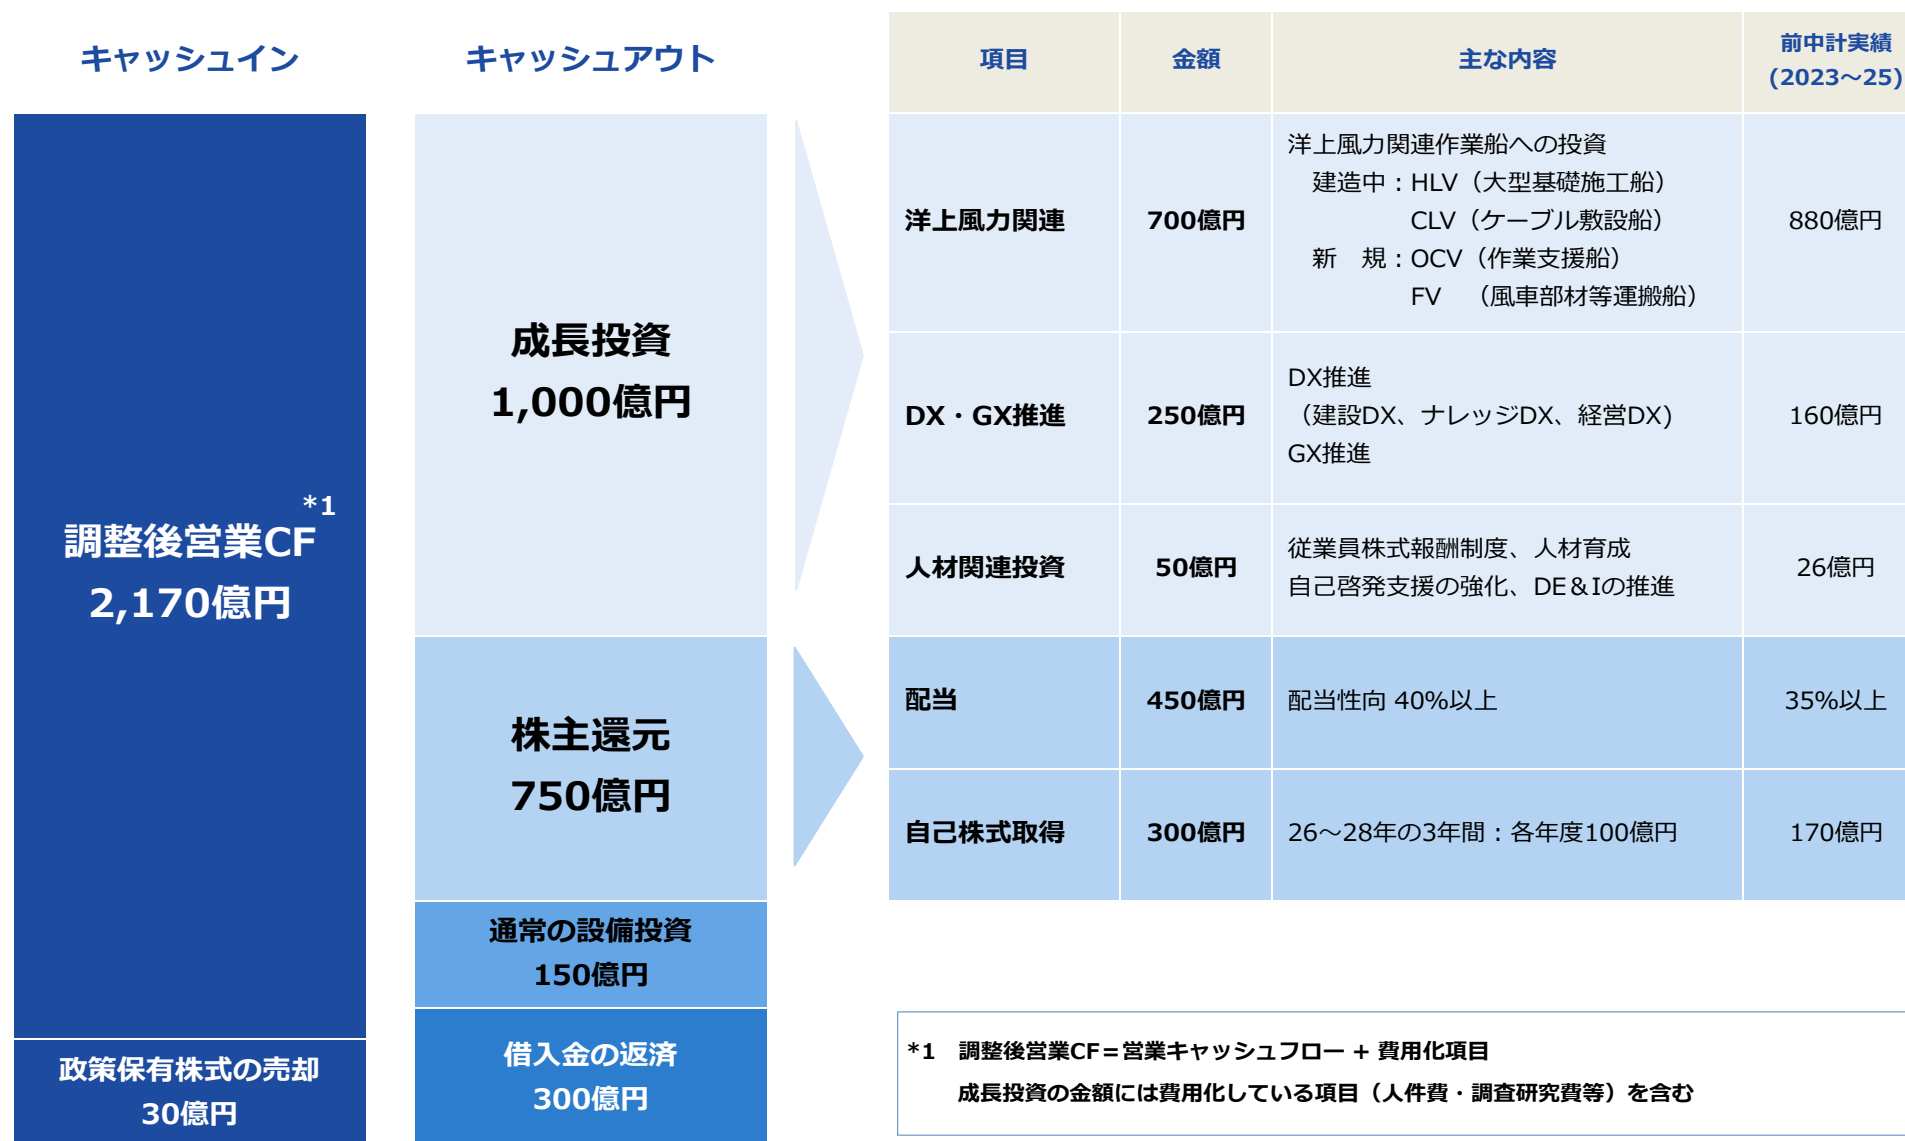 キャッシュイン
調整後営業CF*1
2,170億円
政策保有株式の売却
30億円
キャッシュアウト
成長投資
1,000億円
株主還元
750億円
通常の設備投資
150億円
借入金の返済
300億円
項目 金額 主な内容 前中計実績
(2023～25)
洋上風力関連 700億円
洋上風力関連作業船への投資
建造中：HLV（大型基礎施工船）
CLV（ケーブル敷設船）
新　規：OCV（作業支援船）
FV　（風車部材等運搬船）
880億円
DX・GX推進 250億円
DX推進
（建設DX、ナレッジDX、経営DX)
GX推進
160億円
人材関連投資 50億円
従業員株式報酬制度、人材育成
自己啓発支援の強化、DE＆Iの推進
26億円
配当 450億円 配当性向 40%以上 35%以上
自己株式取得 300億円 26～28年の3年間：各年度100億円 170億円
*1　調整後営業CF＝営業キャッシュフロー + 費用化項目
成長投資の金額には費用化している項目（人件費・調査研究費等）を含む